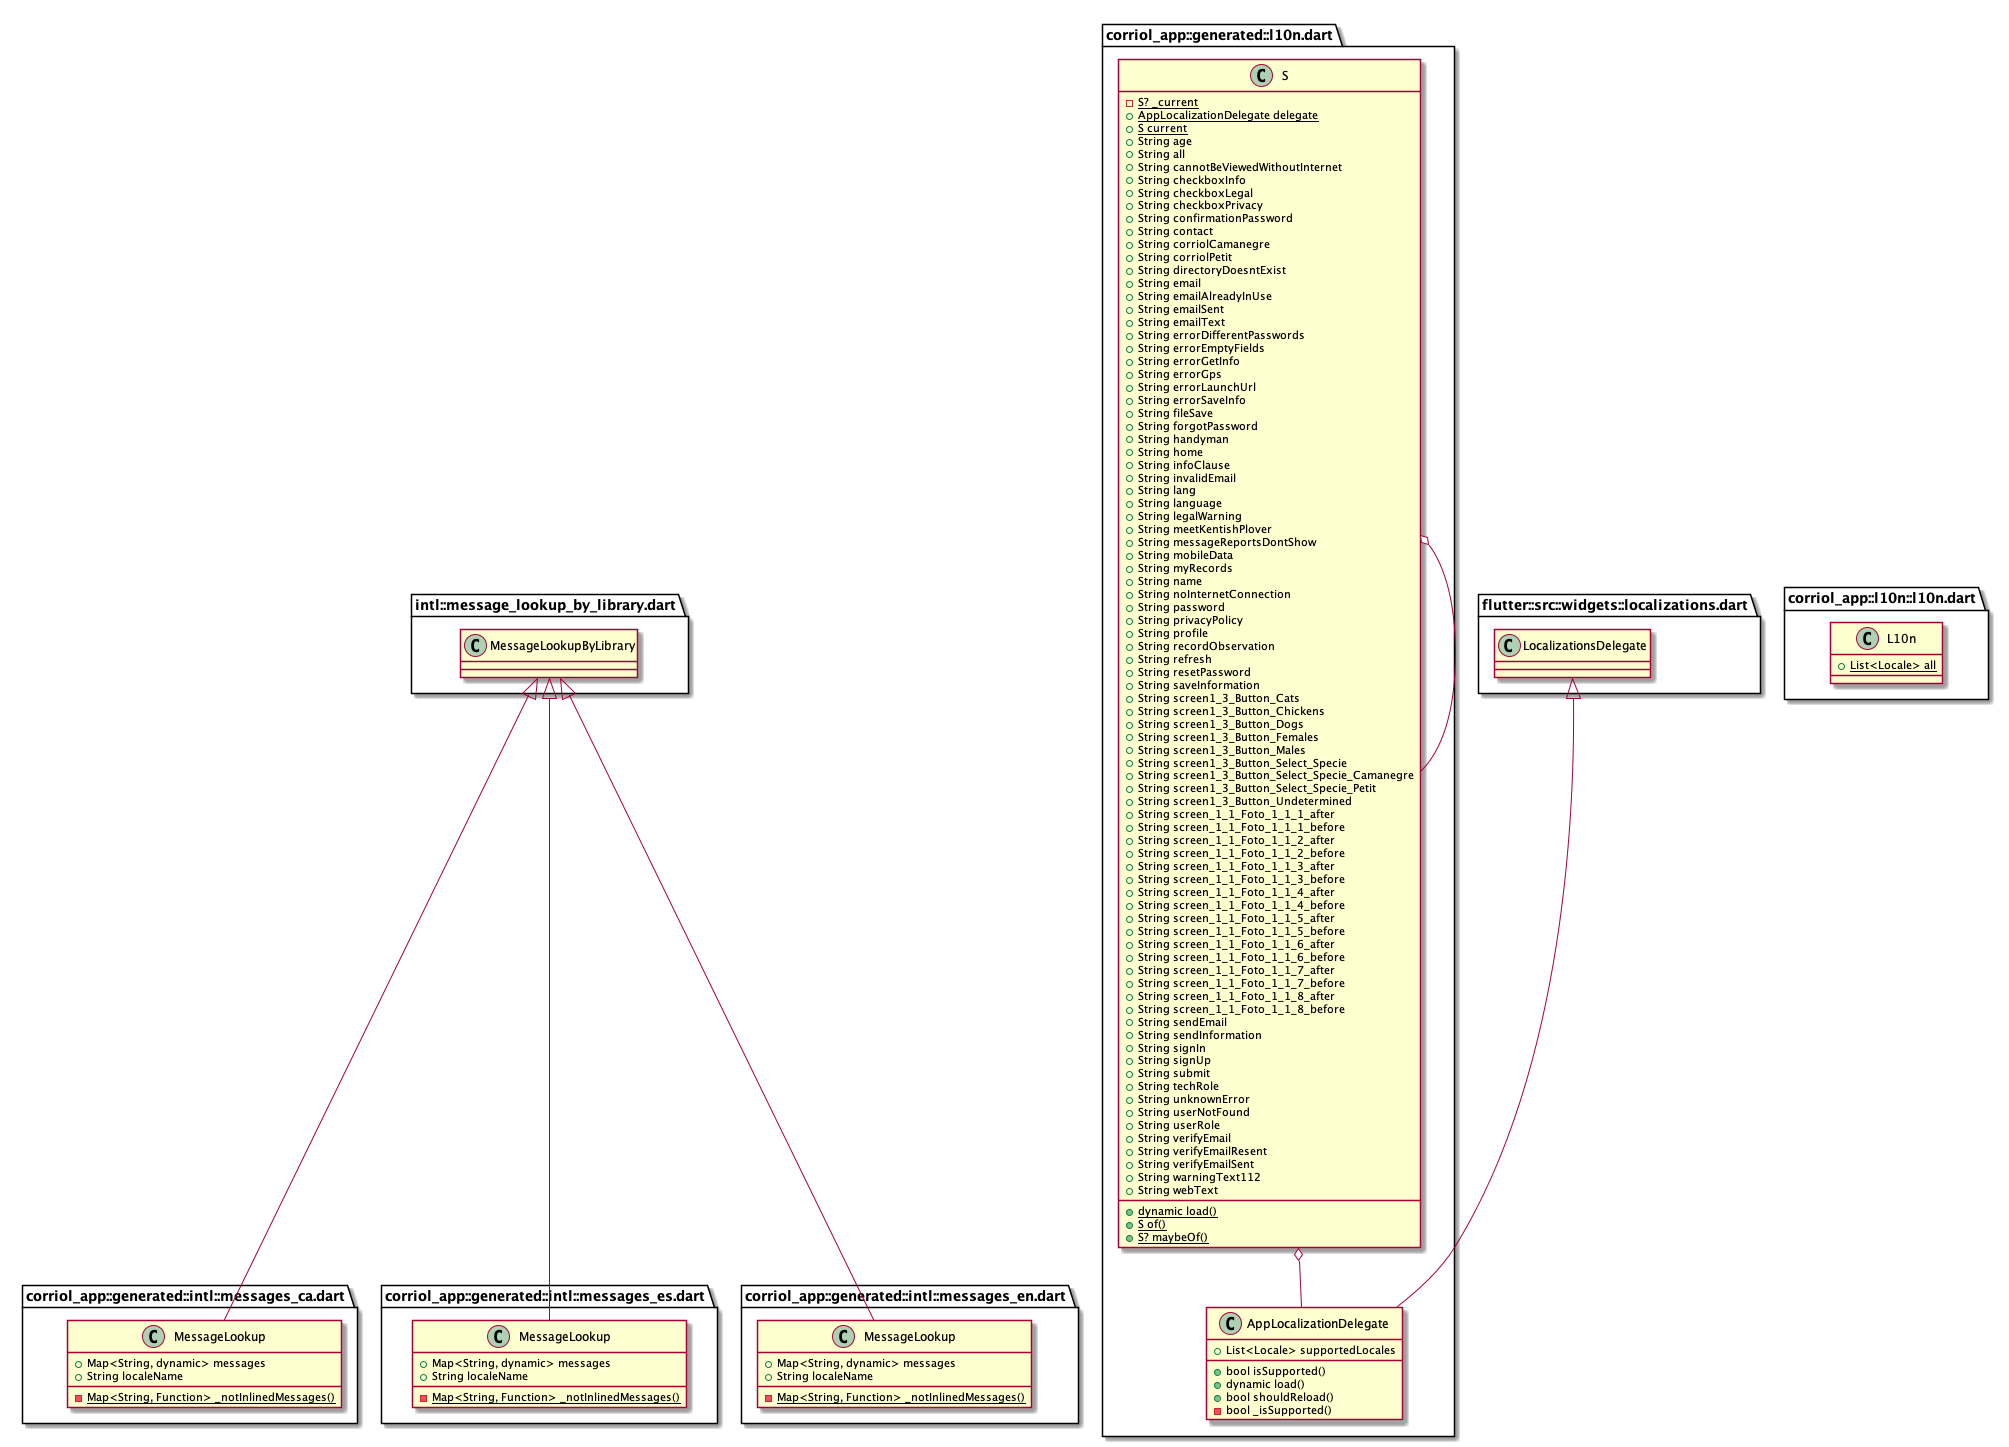 corriol_app::generated::l10n.dart
C S
S? _current
AppLocalizationDelegate delegate
S current
String age
String all
String cannotBeViewedWithoutInternet
String checkboxInfo
String checkboxLegal
String checkboxPrivacy
String confirmationPassword
String contact
String corriolCamanegre
String corriolPetit
String directoryDoesntExist
String email
String emailAlreadyInUse
String emailSent
String emailText
String errorDifferentPasswords
String errorEmptyFields
String errorGetInfo
String errorGps
String errorLaunchUrl
String errorSaveInfo
String fileSave
String forgotPassword
String handyman
String home
String infoClause
String invalidEmail
String lang
String language
String legalWarning
String meetKentishPlover
String messageReportsDontShow
String mobileData
String myRecords
String name
String noInternetConnection
String password
String privacyPolicy
String profile
String recordObservation
String refresh
String resetPassword
String saveInformation
String screen1_3_Button_Cats
String screen1_3_Button_Chickens
String screen1_3_Button_Dogs
String screen1_3_Button_Females
String screen1_3_Button_Males
String screen1_3_Button_Select_Specie
String screen1_3_Button_Select_Specie_Camanegre
String screen1_3_Button_Select_Specie_Petit
String screen1_3_Button_Undetermined
String screen_1_1_Foto_1_1_1_after
String screen_1_1_Foto_1_1_1_before
String screen_1_1_Foto_1_1_2_after
String screen_1_1_Foto_1_1_2_before
String screen_1_1_Foto_1_1_3_after
String screen_1_1_Foto_1_1_3_before
String screen_1_1_Foto_1_1_4_after
String screen_1_1_Foto_1_1_4_before
String screen_1_1_Foto_1_1_5_after
String screen_1_1_Foto_1_1_5_before
String screen_1_1_Foto_1_1_6_after
String screen_1_1_Foto_1_1_6_before
String screen_1_1_Foto_1_1_7_after
String screen_1_1_Foto_1_1_7_before
String screen_1_1_Foto_1_1_8_after
String screen_1_1_Foto_1_1_8_before
String sendEmail
String sendInformation
String signIn
String signUp
String submit
String techRole
String unknownError
String userNotFound
String userRole
String verifyEmail
String verifyEmailResent
String verifyEmailSent
String warningText112
String webText
dynamic load()
S of()
S? maybeOf()
intl::message_lookup_by_library.dart
C MessageLookupByLibrary
flutter::src::widgets::localizations.dart
C LocalizationsDelegate
corriol_app::l10n::l10n.dart
C L10n
List<Locale> all
corriol_app::generated::intl::messages_ca.dart
C MessageLookup
Map<String, dynamic> messages
String localeName
Map<String, Function> _notInlinedMessages()
corriol_app::generated::intl::messages_es.dart
C MessageLookup
Map<String, dynamic> messages
String localeName
Map<String, Function> _notInlinedMessages()
corriol_app::generated::intl::messages_en.dart
C MessageLookup
Map<String, dynamic> messages
String localeName
Map<String, Function> _notInlinedMessages()
C AppLocalizationDelegate
List<Locale> supportedLocales
bool isSupported()
dynamic load()
bool shouldReload()
bool _isSupported()